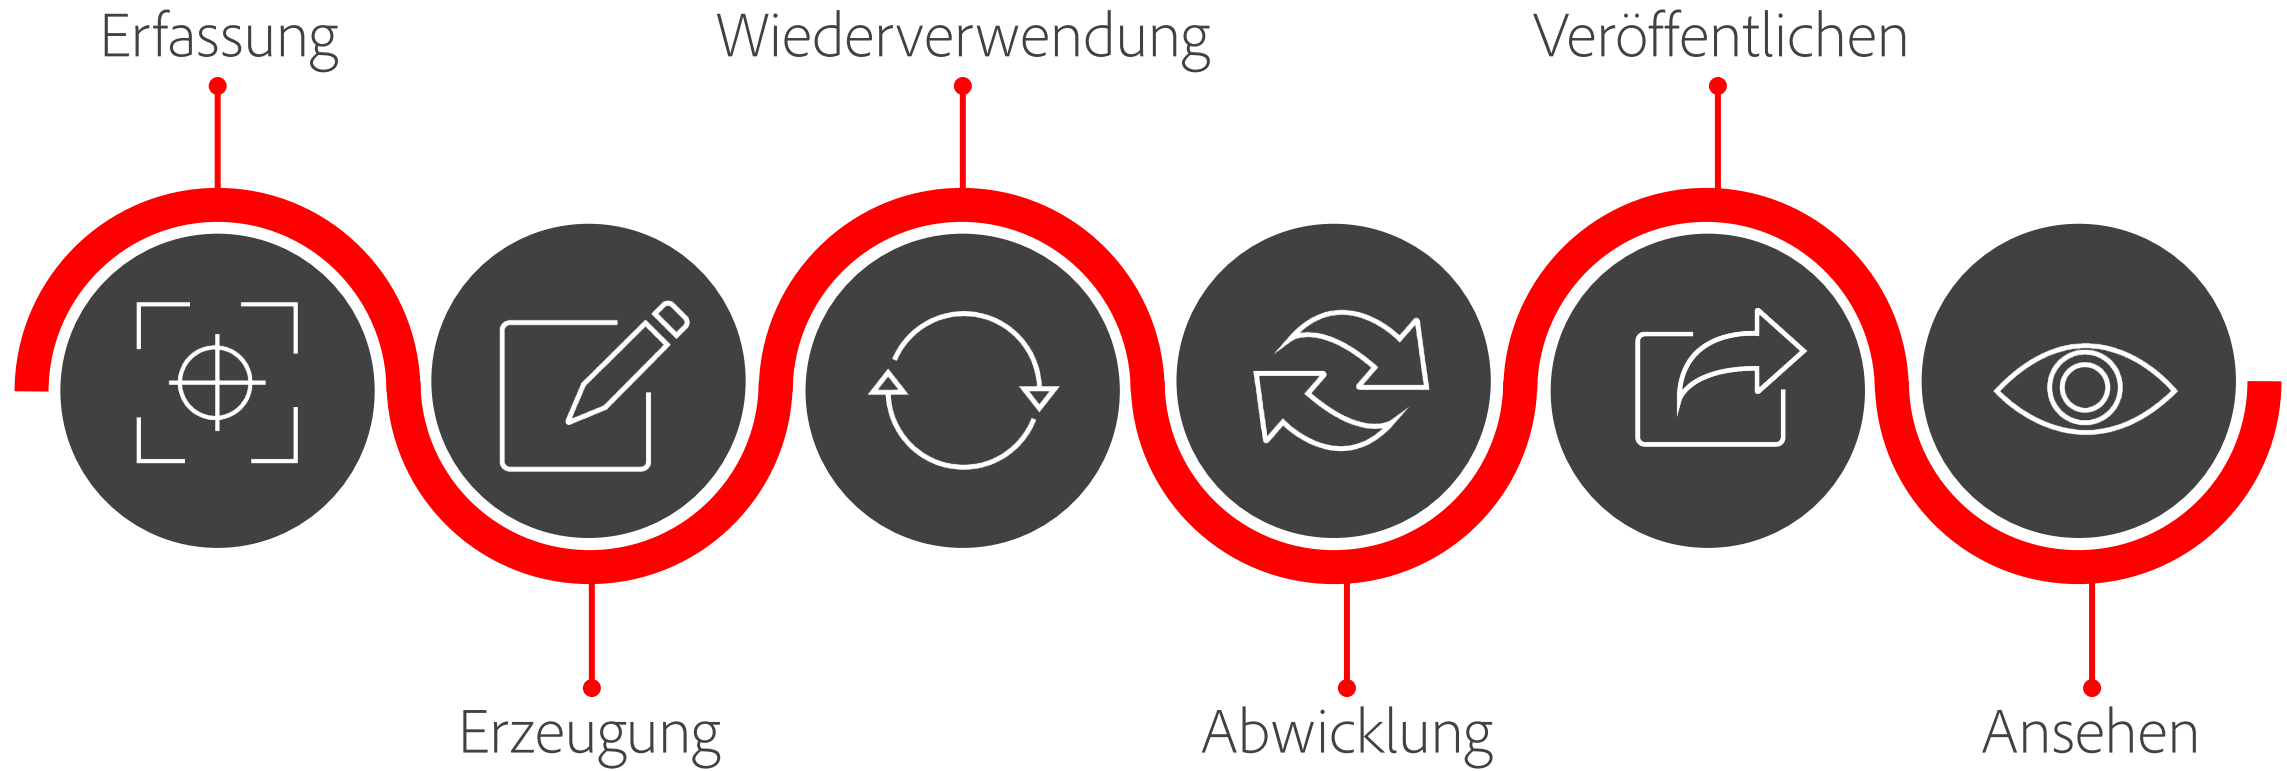 Erfassung
Wiederverwendung
Veröffentlichen
Erzeugung
Abwicklung
Ansehen